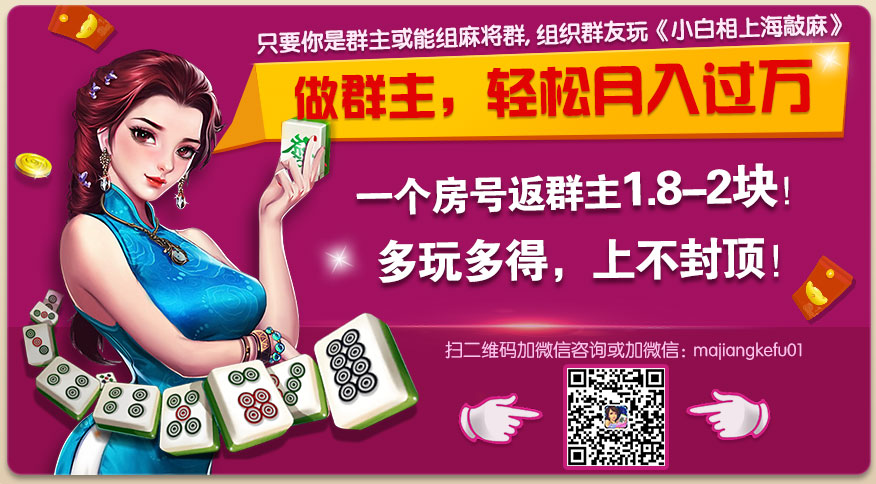 只要你是群主或能组麻将群, 组织群友玩《小白相上海敲麻》
做群主，轻松月入过万
一个房号返群主1.8-2块！
多玩多得，上不封顶！
扫二维码加微信咨询或加微信：majiangkefu01